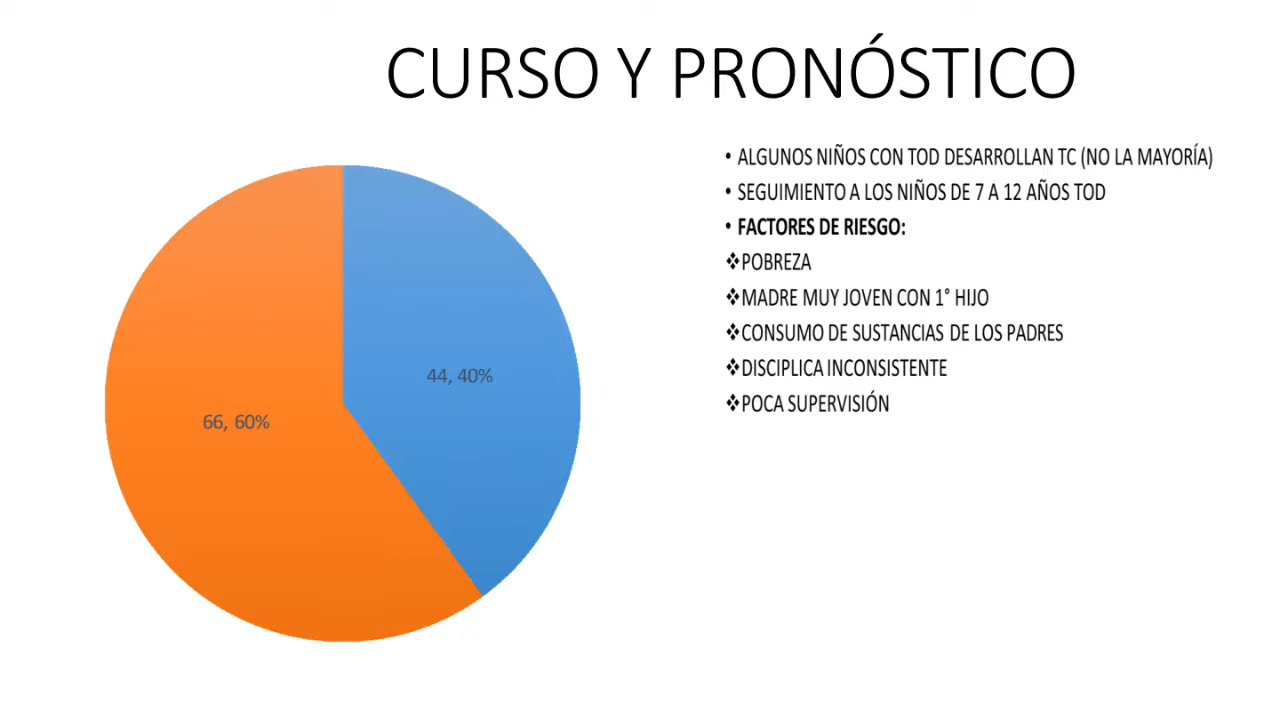 CURSO Y PRONÓSTICO
• ALGUNOS NIÑOS CON TOD DESARROLLAN TC (NO LA MAYORÍA)
• SEGUIMIENTO A LOS NIÑOS DE 7 A 12 AÑOS TOD
• FACTORES DE RIESGO:
❖POBREZA
❖MADRE MUY JOVEN CON 1° HIJO
❖CONSUMO DE SUSTANCIAS DE LOS PADRES
❖DISCIPLICA INCONSISTENTE
❖POCA SUPERVISIÓN
44, 40%
66, 60%